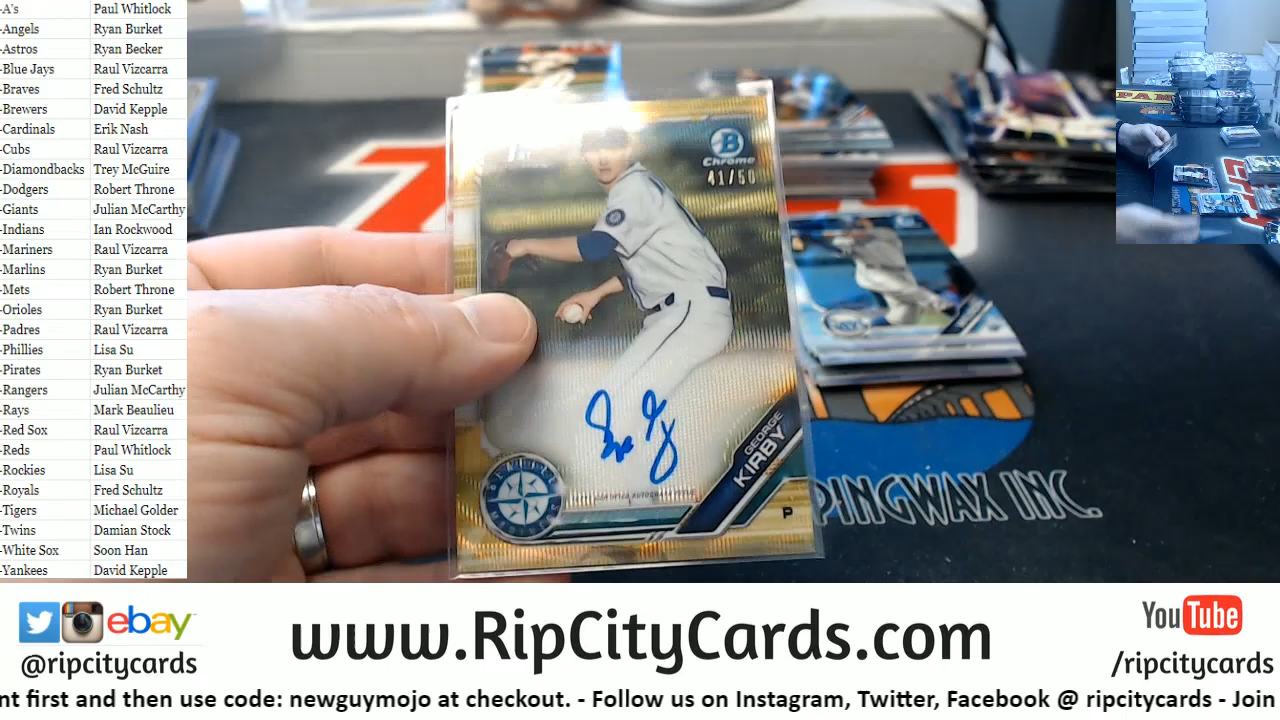 -A's Paul Whitlock
-Angels Ryan Burket
-Astros Ryan Becker
-Blue Jays Raul Vizcarra
-Braves Fred Schultz
-Brewers David Kepple
-Cardinals Erik Nash
-Cubs Raul Vizcarra
-Diamondbacks Trey McGuire
-Dodgers Robert Throne
-Giants Julian McCarthy
-Indians Ian Rockwood
-Mariners Raul Vizcarra
-Marlins Ryan Burket
-Mets Robert Throne
-Orioles Ryan Burket
-Padres Raul Vizcarra
-Phillies Lisa Su
-Pirates Ryan Burket
-Rangers Julian McCarthy
-Rays Mark Beaulieu
-Red Sox Raul Vizcarra
-Reds Paul Whitlock
-Rockies Lisa Su
-Royals Fred Schultz
-Tigers Michael Golder
-Twins Damian Stock
-White Sox Soon Han
-Yankees David Kepple
B
Chrome
41/50
GEORGE
KIRBY
CERTIFIED AUTOGRAPH ISSUE
P
SEATTLE
MARINERS
RAYS
PINGWAX INC.
ebay
@ripcitycards
www.RipCityCards.com
YouTube
/ripcitycards
nt first and then use code: newguymojo at checkout. - Follow us on Instagram, Twitter, Facebook @ ripcitycards - Join